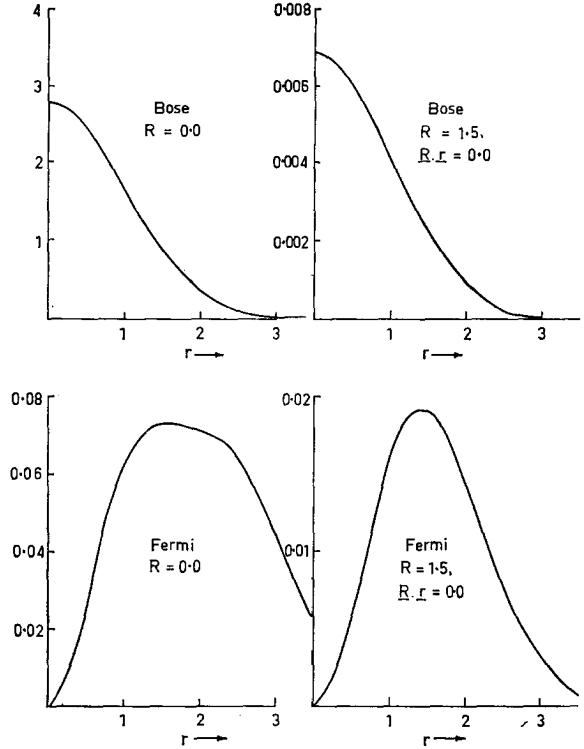 4
3
2
1
Bose
R = 0·0
1
2
3
r →
0·008
0·006
0·004
0·002
Bose
R = 1·5,
R.r = 0·0
1
2
3
r →
0·08
0·06
0·04
0·02
Fermi
R = 0·0
1
2
3
r →
0·02
0·01
Fermi
R = 1·5,
R.r = 0·0
1
2
3
r →